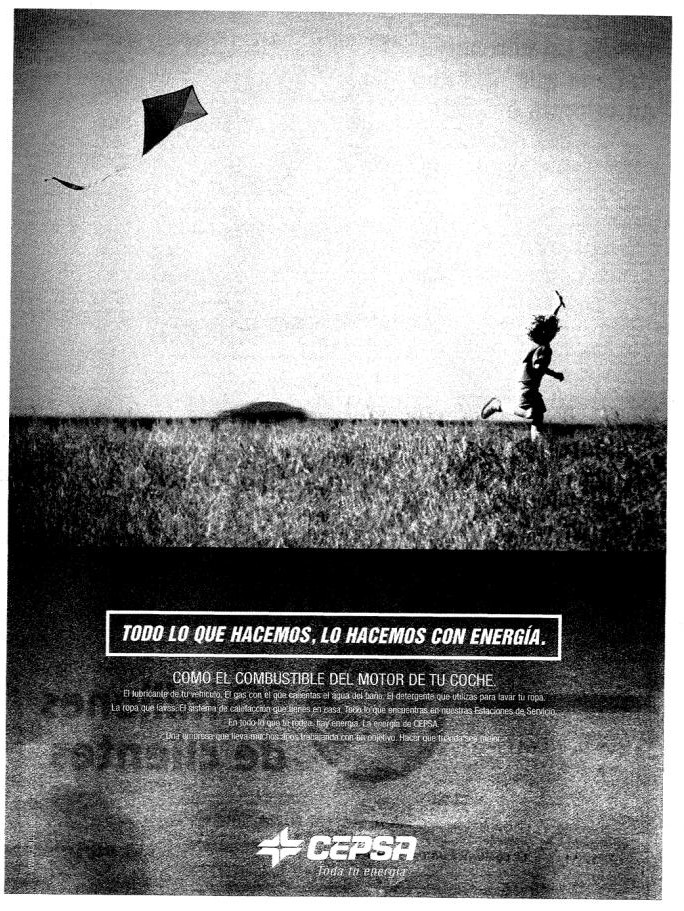 TODO LO QUE HACEMOS, LO HACEMOS CON ENERGÍA.
COMO EL COMBUSTIBLE DEL MOTOR DE TU COCHE.
El lubricante de tu vehículo. El gas con el que calientas el agua del baño. El detergente que utilizas para lavar tu ropa.
La ropa que lavas. El sistema de calefacción que tienes en casa. Todo lo que encuentras en nuestras Estaciones de Servicio.
En todo lo que te rodea, hay energía. La energía de CEPSA.
Una empresa que lleva muchos años trabajando con un objetivo. Hacer que tu vida sea mejor.
de clientes
CEPSA
Toda tu energía